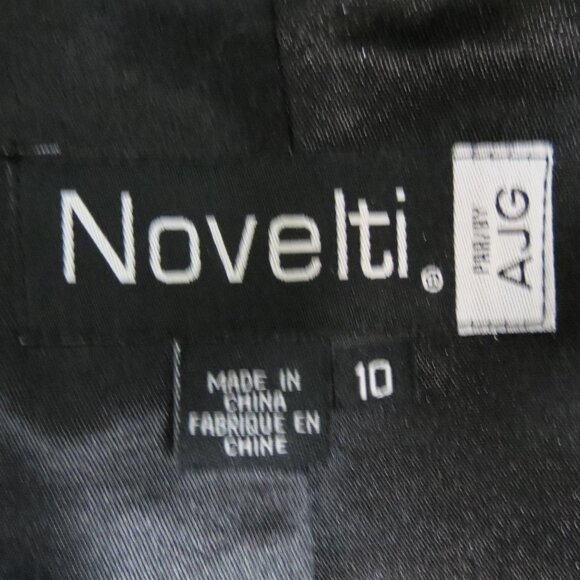 Novelti®
PAR/BY
AJG
10
MADE IN
CHINA
FABRIQUE EN
CHINE